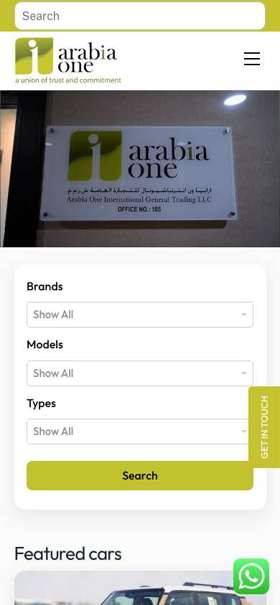 Search
arabia
one
a union of trust and commitment
arabia
one
Arabia One International General Trading LLC
OFFICE NO.: 165
Brands
Show All
Models
Show All
Types
Show All
GET IN TOUCH
Search
Featured cars